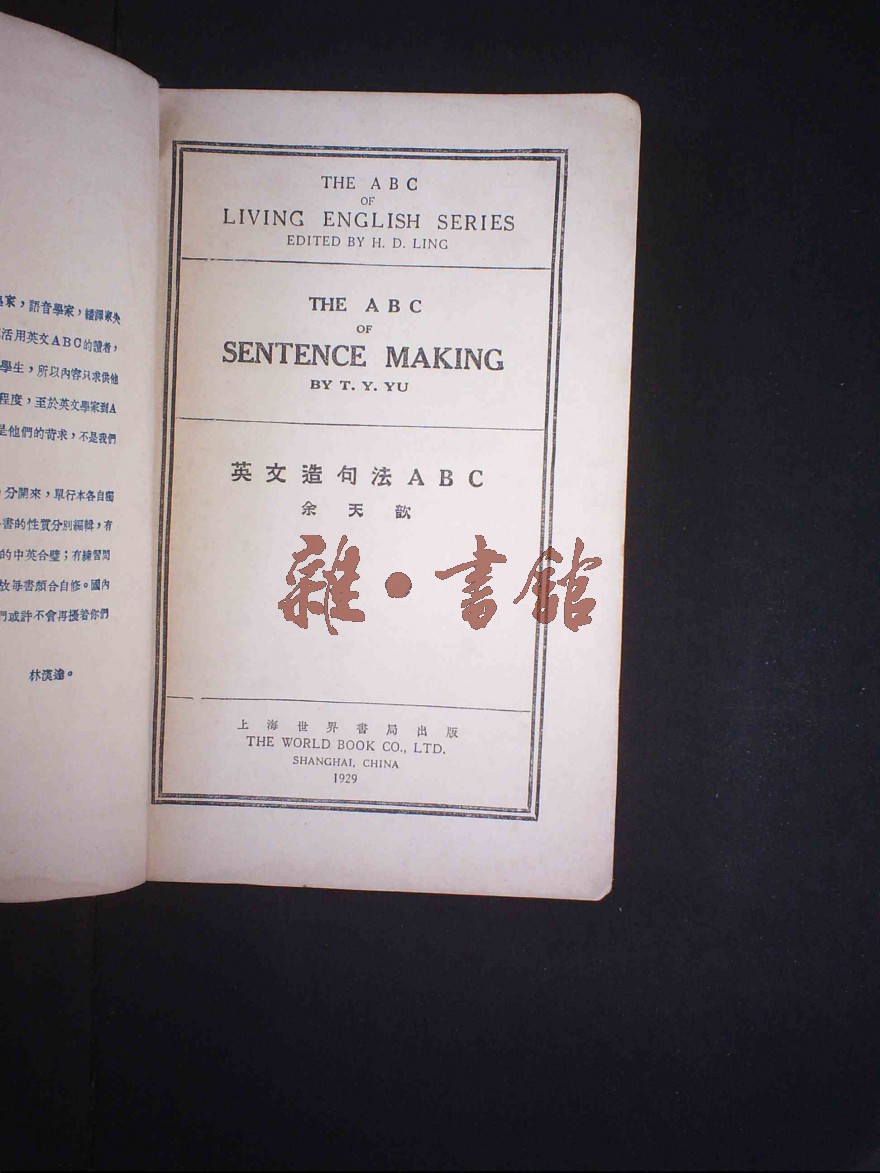 家，語音學家，繙譯家失
活用英文ABC的讀者，
學生，所以內容只求供他
程度，至於英文學家到A
是他們的苛求，不是我們
分開來，單行本各自獨
書的性質分別編輯，有
的中英合璧；有練習問
故每書頗合自修。國內
們或許不會再擾着你們
林漢達。
THE ABC
OF
LIVING ENGLISH SERIES
EDITED BY H. D. LING
THE ABC
OF
SENTENCE MAKING
BY T. Y. YU
英文造句法ABC
余天歆
雜·書館
上海世界書局出版
THE WORLD BOOK CO., LTD.
SHANGHAI, CHINA
1929